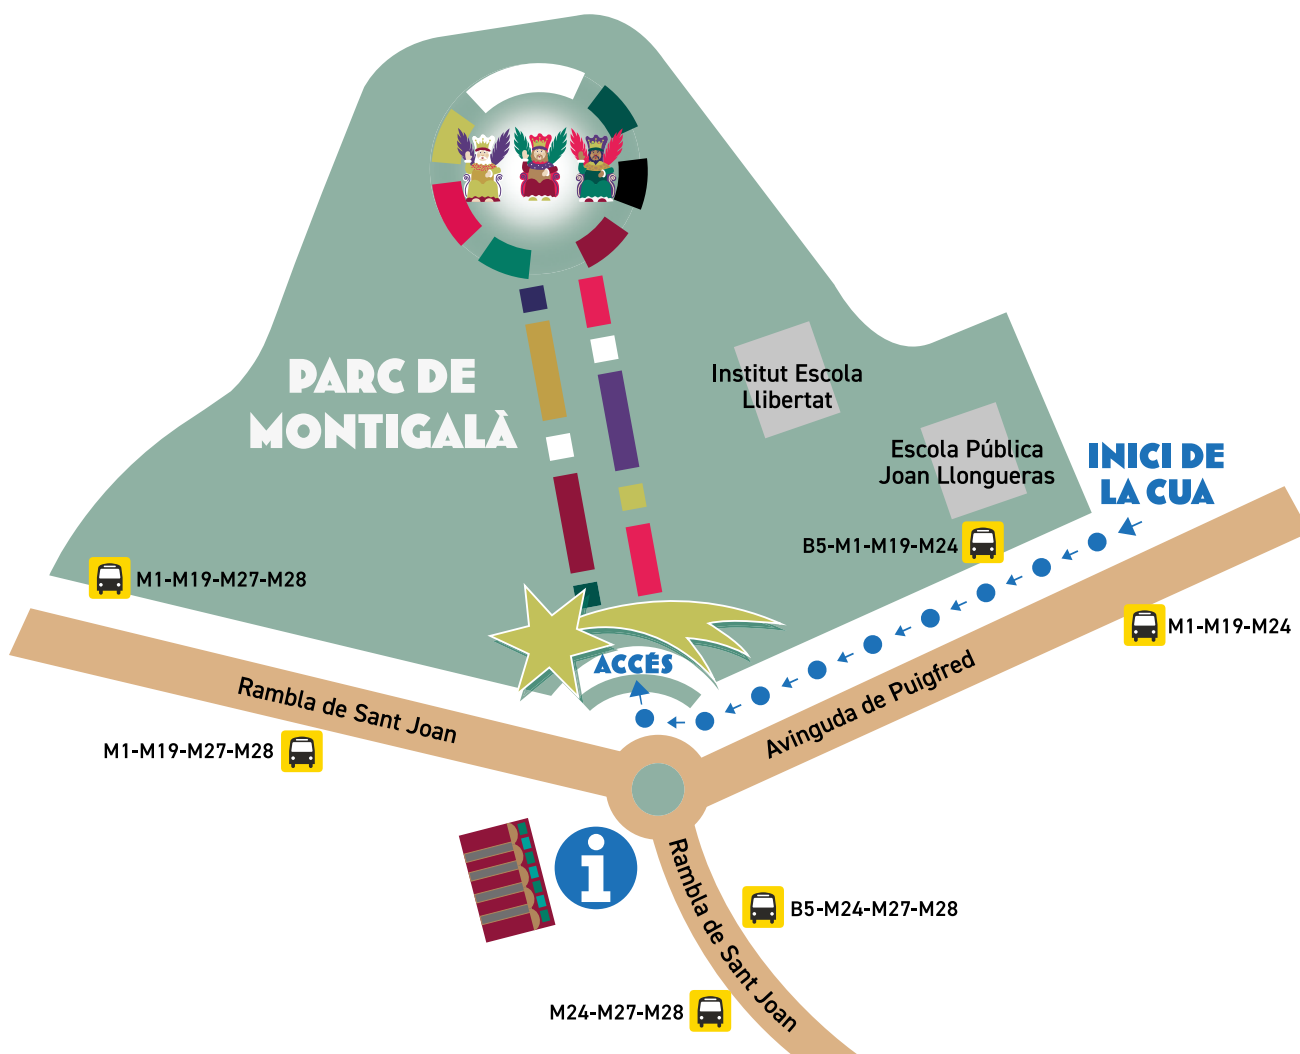 PARC DE
MONTIGALÀ
Institut Escola
Llibertat
Escola Pública
Joan Llongueras
INICI DE
LA CUA
B5-M1-M19-M24
M1-M19-M27-M28
M1-M19-M24
ACCÉS
Rambla de Sant Joan
Avinguda de Puigfred
M1-M19-M27-M28
i
Rambla de Sant Joan
B5-M24-M27-M28
M24-M27-M28